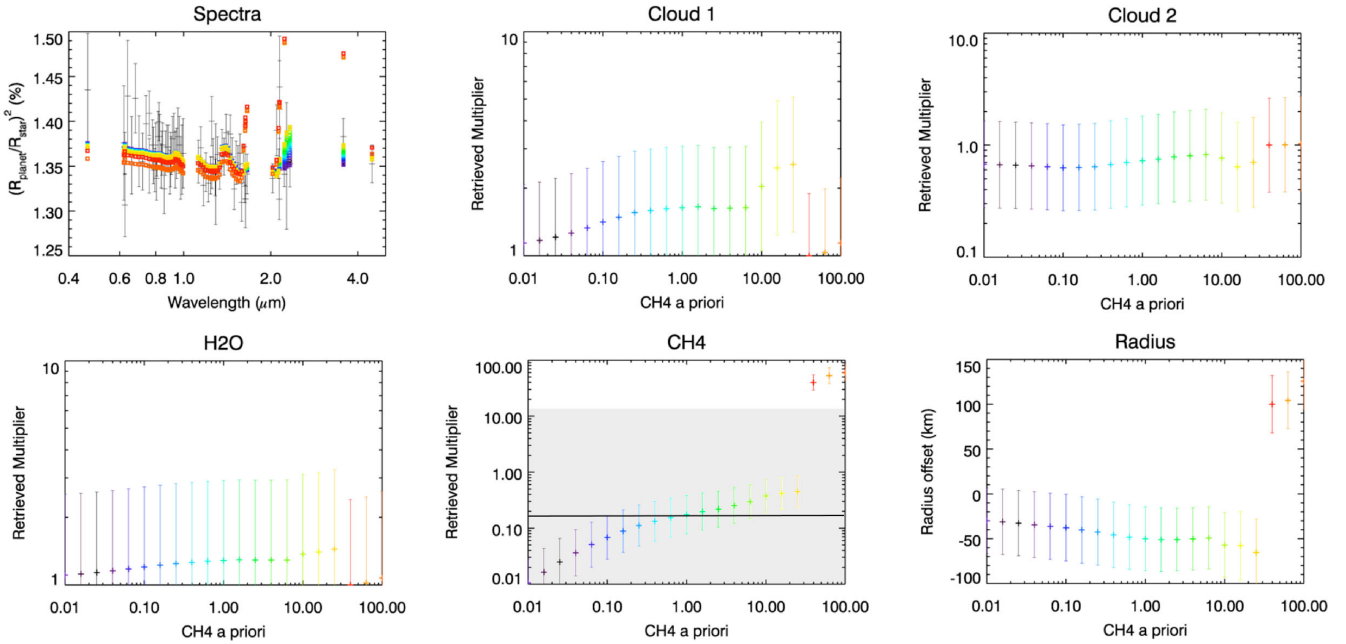 Spectra
(R_planet/R_star)² (%)
1.50
1.45
1.40
1.35
1.30
1.25
0.4 0.6 0.8 1.0 2.0 4.0
Wavelength (μm)
Cloud 1
Retrieved Multiplier
10
1
0.01 0.10 1.00 10.00 100.00
CH4 a priori
Cloud 2
Retrieved Multiplier
10.0
1.0
0.1
0.01 0.10 1.00 10.00 100.00
CH4 a priori
H2O
Retrieved Multiplier
10
1
0.01 0.10 1.00 10.00 100.00
CH4 a priori
CH4
Retrieved Multiplier
100.00
10.00
1.00
0.10
0.01
0.01 0.10 1.00 10.00 100.00
CH4 a priori
Radius
Radius offset (km)
150
100
50
0
-50
-100
0.01 0.10 1.00 10.00 100.00
CH4 a priori